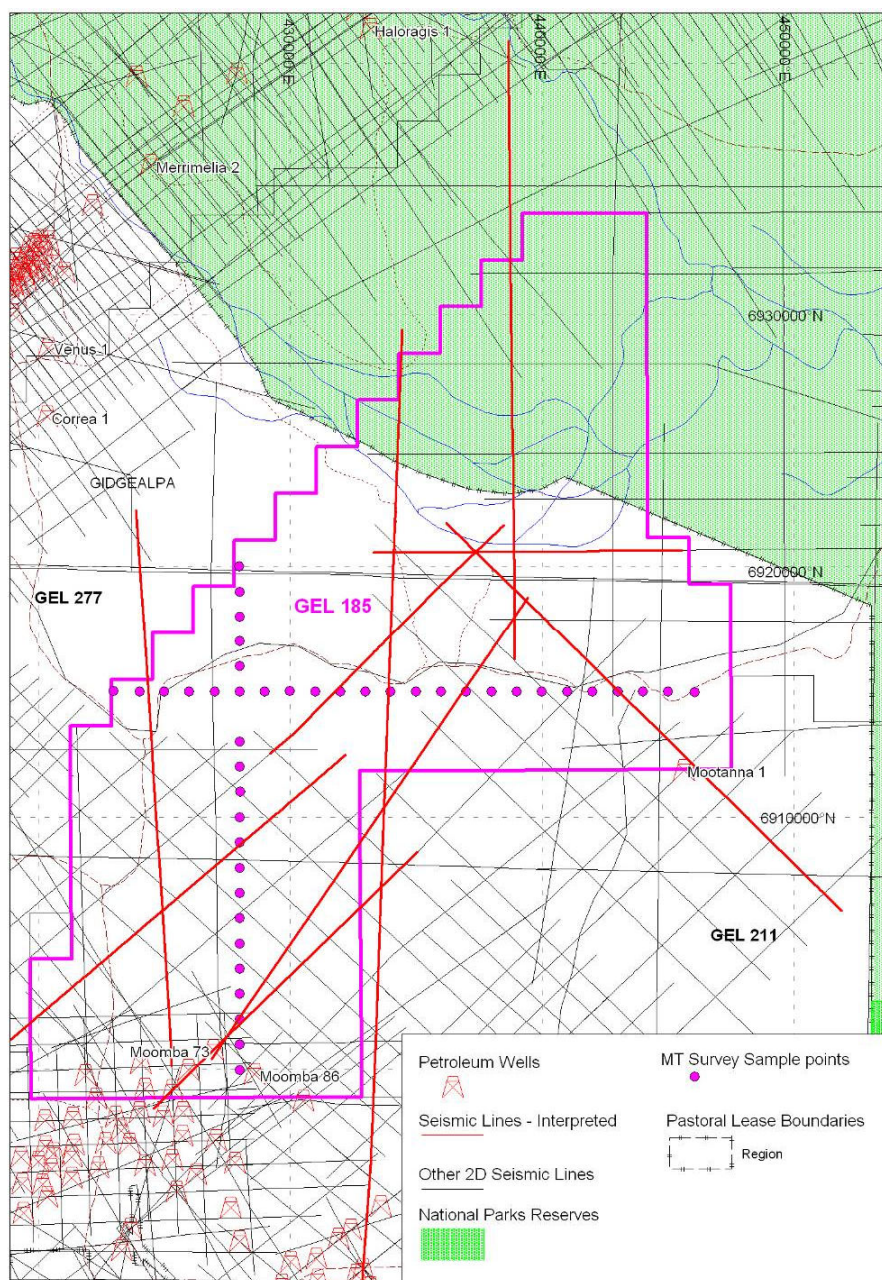 Haloragis 1
430000°E
440000°E
450000°E
Merrimelia 2
6930000°N
Venus 1
Correa 1
GIDGEALPA
6920000°N
GEL 277
GEL 185
Mootanna 1
6910000°N
GEL 211
Moomba 73
Moomba 86
Petroleum Wells
MT Survey Sample points
Seismic Lines - Interpreted
Pastoral Lease Boundaries
Region
Other 2D Seismic Lines
National Parks Reserves